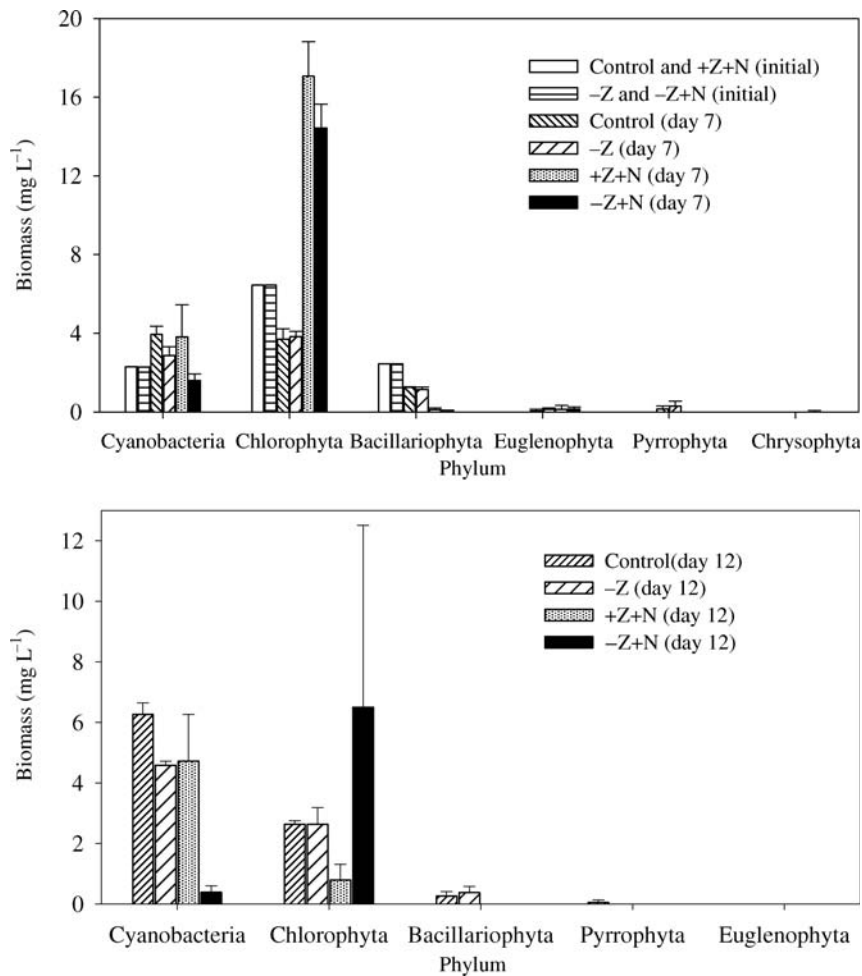 20
16
12
8
4
0
Biomass (mg L⁻¹)
Control and +Z+N (initial)
–Z and –Z+N (initial)
Control (day 7)
–Z (day 7)
+Z+N (day 7)
–Z+N (day 7)
Cyanobacteria Chlorophyta Bacillariophyta Euglenophyta Pyrrophyta Chrysophyta
Phylum
12
10
8
6
4
2
0
Biomass (mg L⁻¹)
Control(day 12)
–Z (day 12)
+Z+N (day 12)
–Z+N (day 12)
Cyanobacteria Chlorophyta Bacillariophyta Pyrrophyta Euglenophyta
Phylum